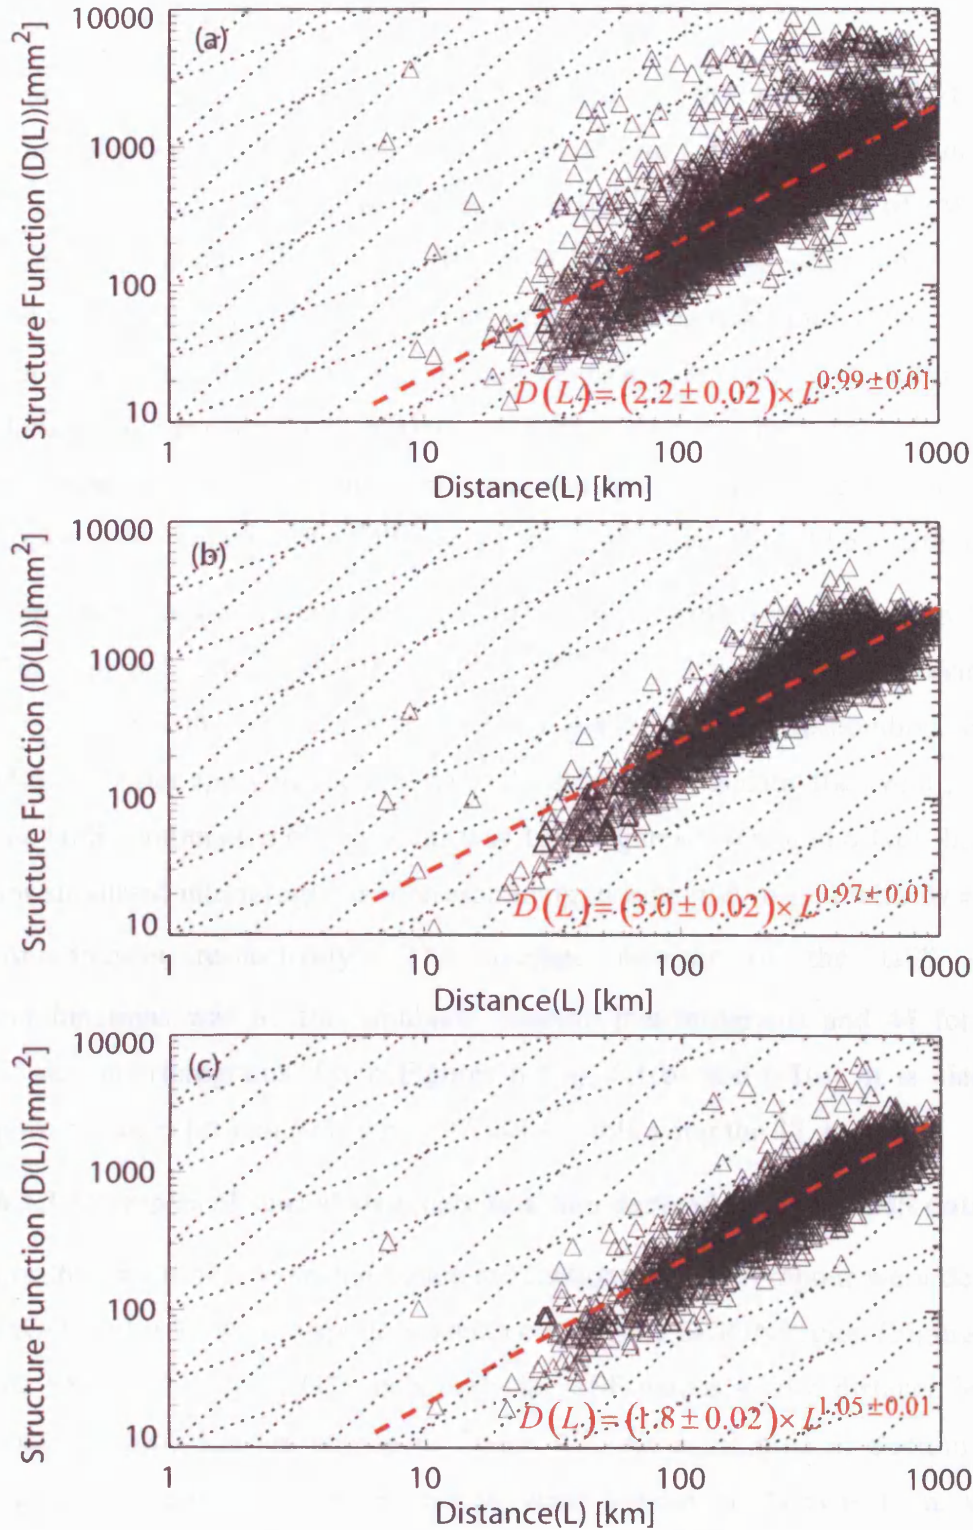 10000
1000
100
10
Structure Function (D(L))[mm²]
(a)
D(L)=(2.2±0.02)×L^0.99±0.01
1 10 100 1000
Distance(L) [km]
10000
1000
100
10
Structure Function (D(L))[mm²]
(b)
D(L)=(3.0±0.02)×L^0.97±0.01
1 10 100 1000
Distance(L) [km]
10000
1000
100
10
Structure Function (D(L))[mm²]
(c)
D(L)=(1.8±0.02)×L^1.05±0.01
1 10 100 1000
Distance(L) [km]